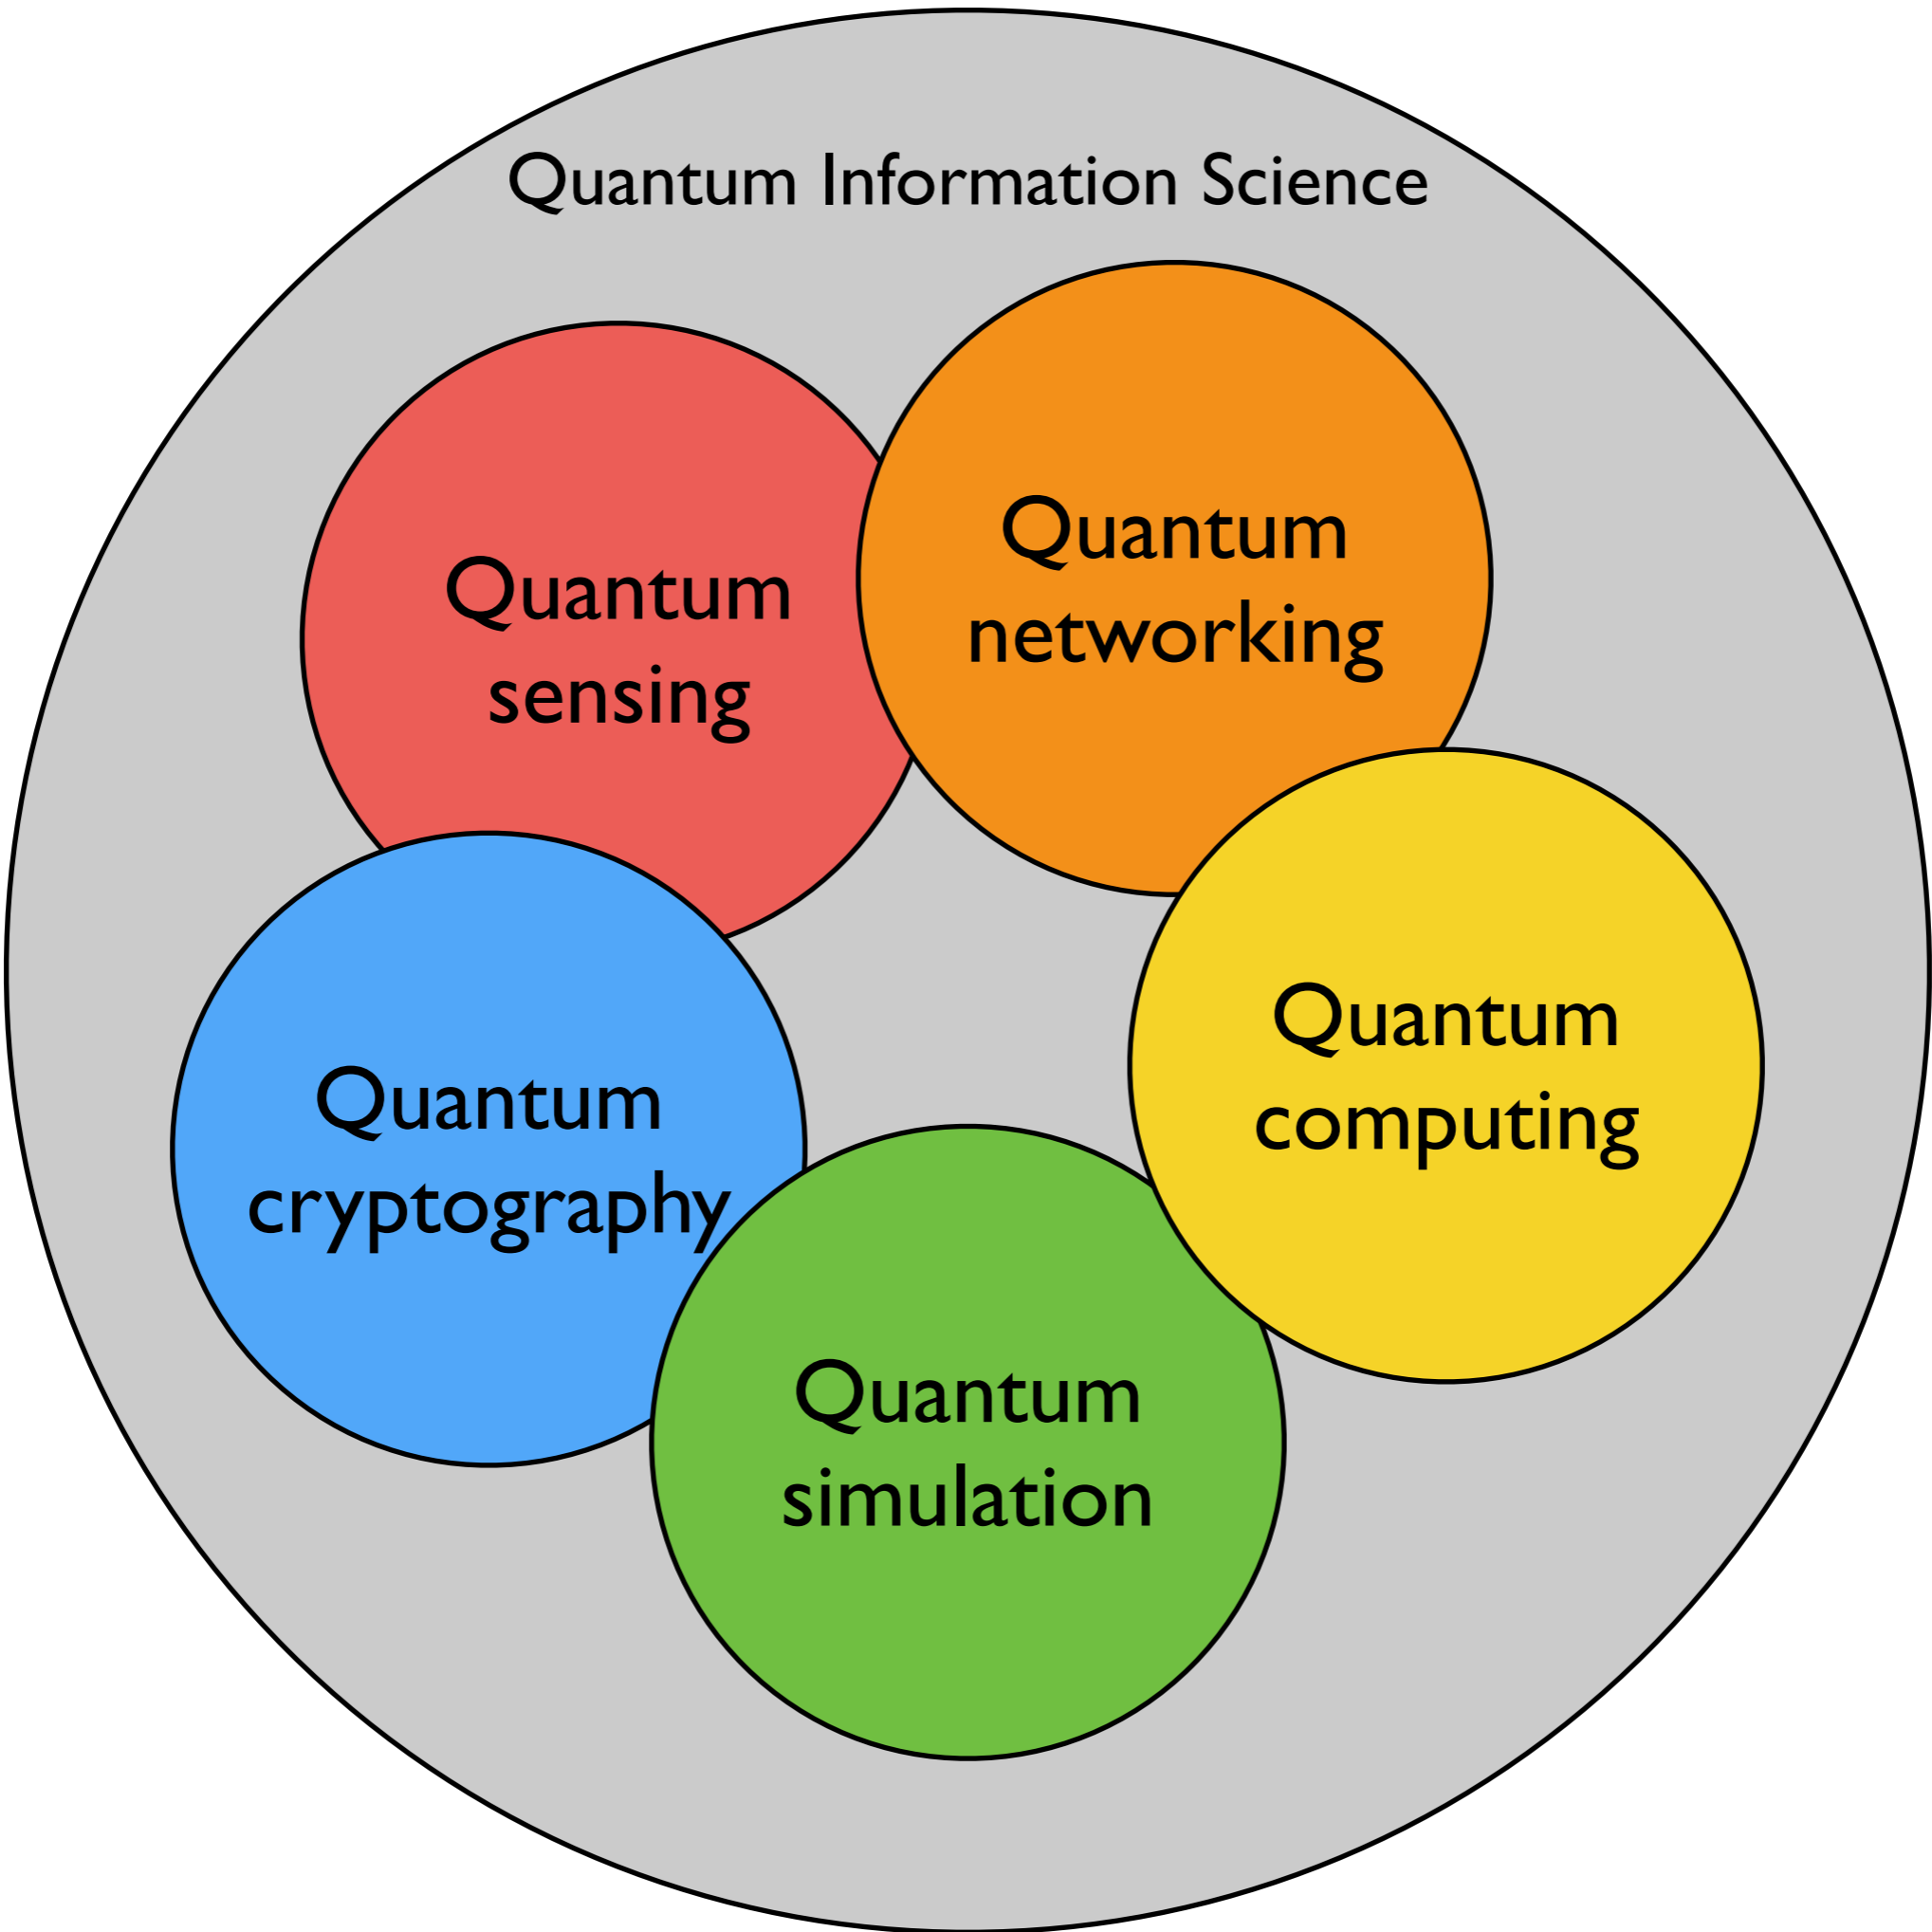 Quantum Information Science
Quantum
networking
Quantum
sensing
Quantum
computing
Quantum
cryptography
Quantum
simulation